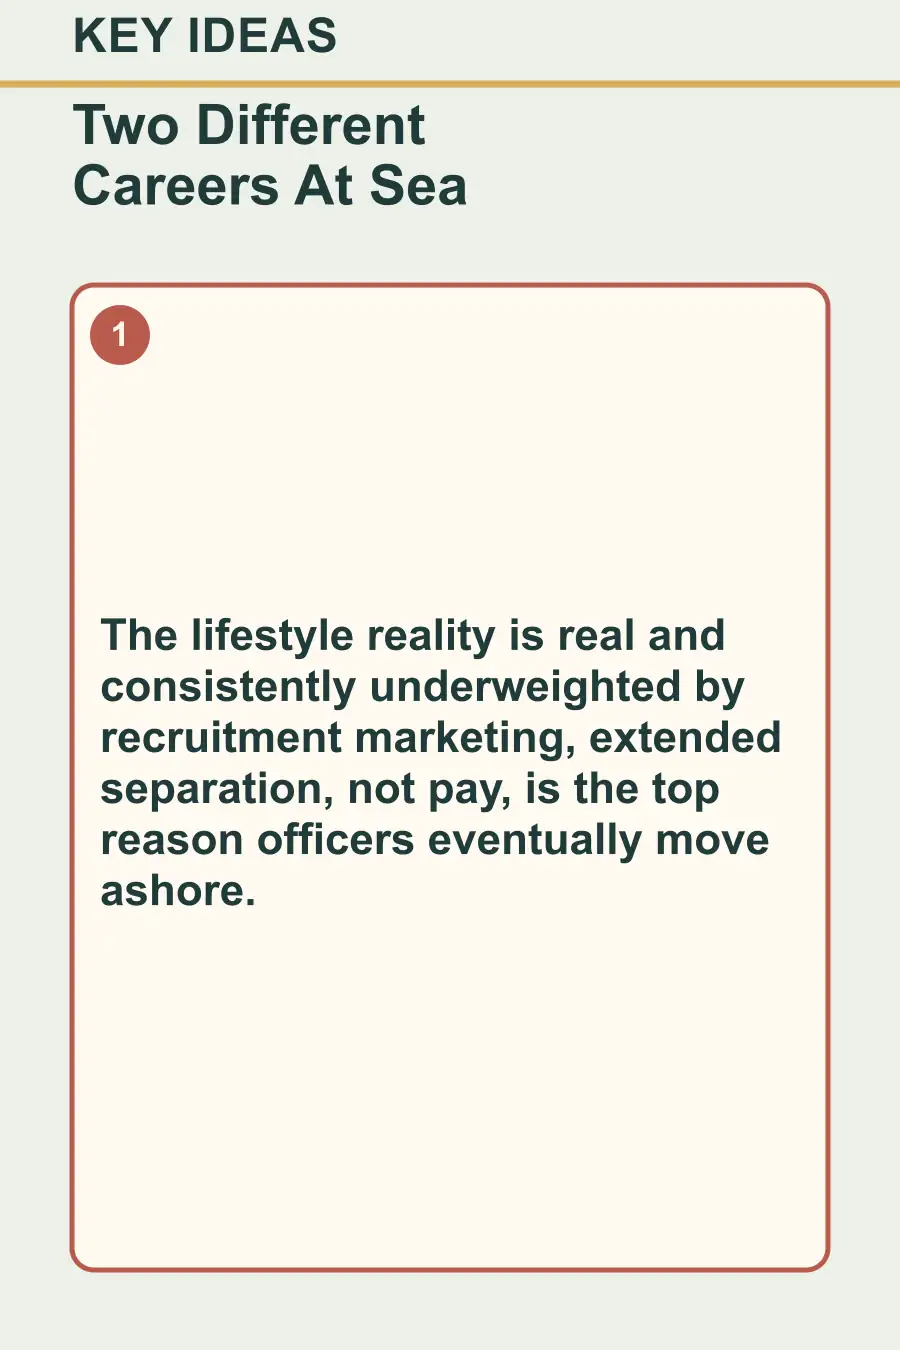 KEY IDEAS
Two Different
Careers At Sea
1
The lifestyle reality is real and
consistently underweighted by
recruitment marketing, extended
separation, not pay, is the top
reason officers eventually move
ashore.